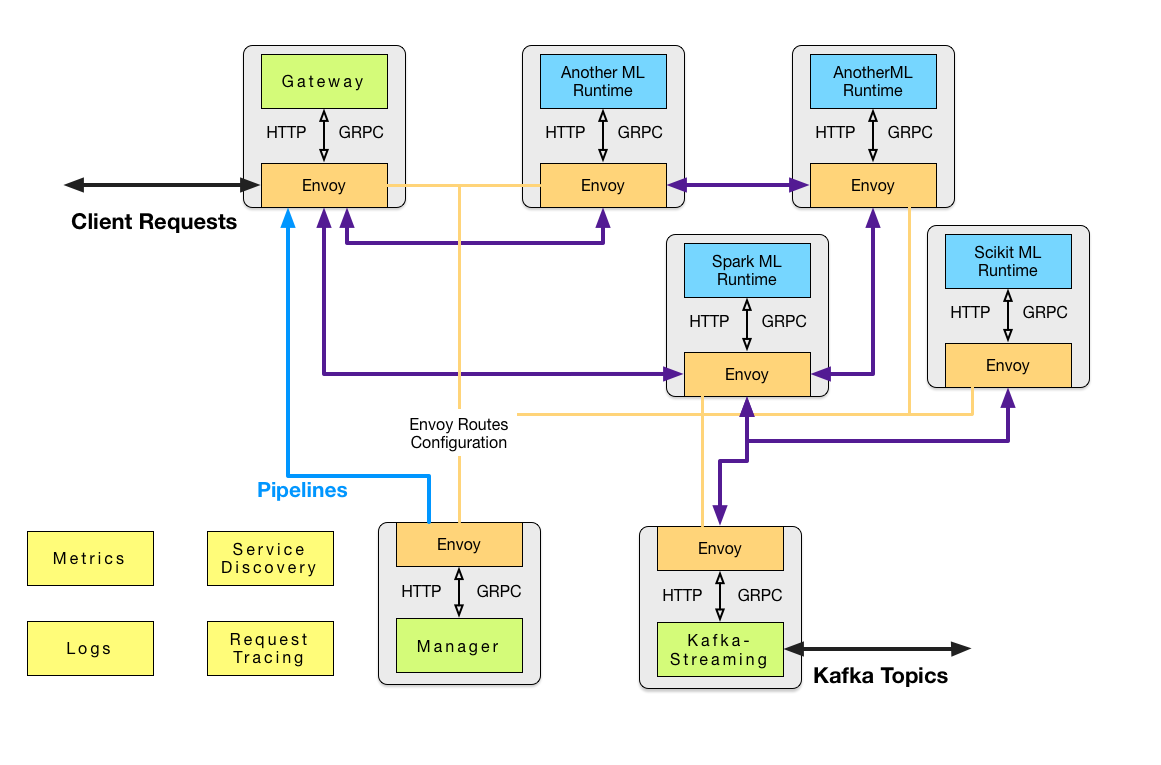 Gateway
HTTP GRPC
Envoy
Another ML
Runtime
HTTP GRPC
Envoy
AnotherML
Runtime
HTTP GRPC
Envoy
Client Requests
Spark ML
Runtime
HTTP GRPC
Envoy
Scikit ML
Runtime
HTTP GRPC
Envoy
Envoy Routes
Configuration
Pipelines
Metrics
Service
Discovery
Logs
Request
Tracing
Envoy
HTTP GRPC
Manager
Envoy
HTTP GRPC
Kafka-
Streaming
Kafka Topics